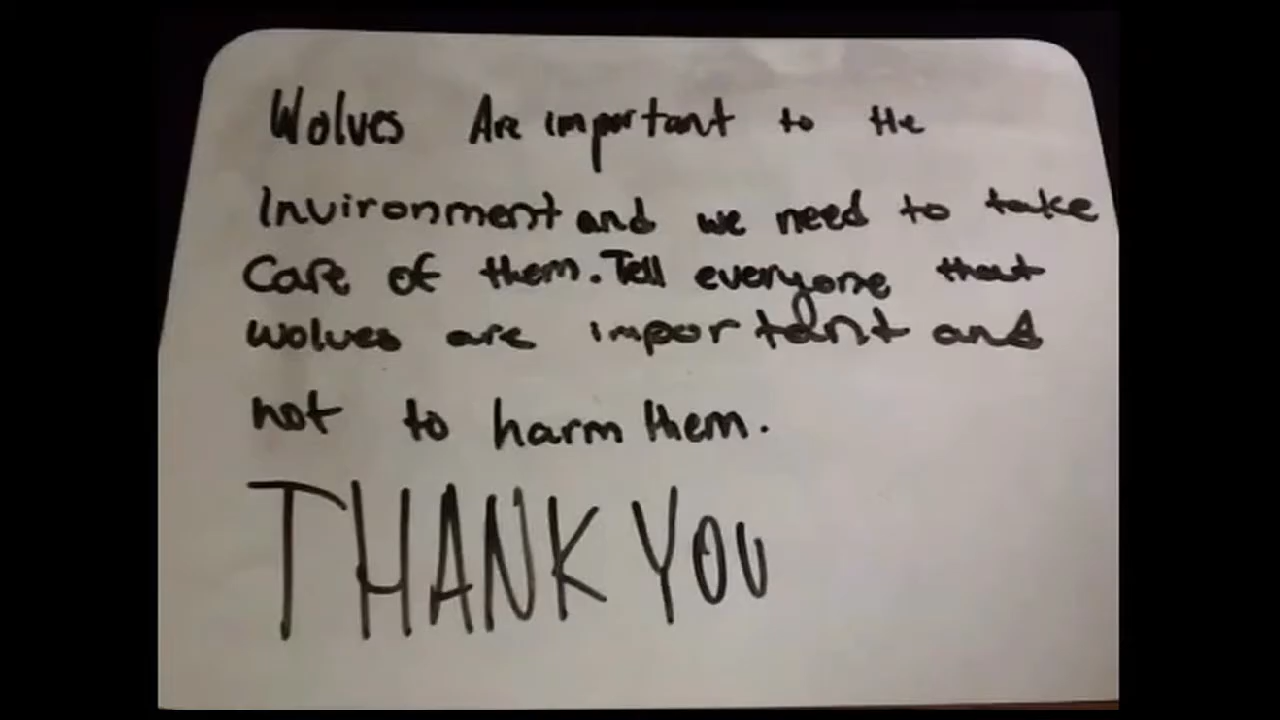 Wolves Are important to the
Invironment and we need to take
Care of them. Tell everyone that
wolves are important and
not to harm them.
THANK YOU